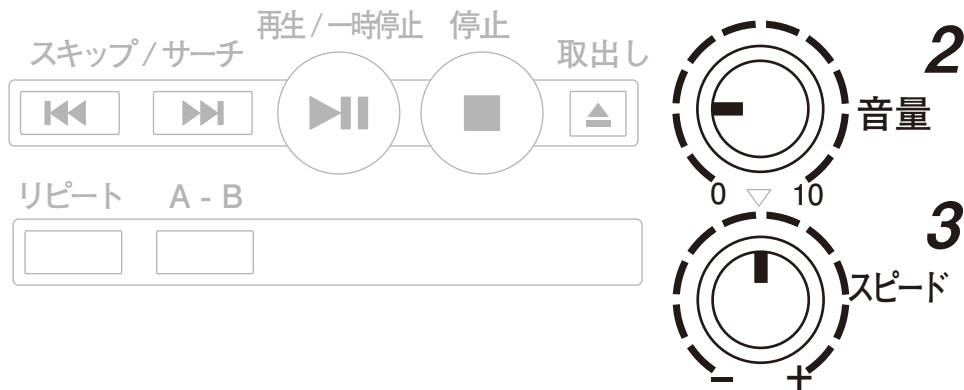 再生 / 一時停止
停止
スキップ / サーチ
取出し
2
音量
0
10
リピート
A - B
3
スピード
－
＋